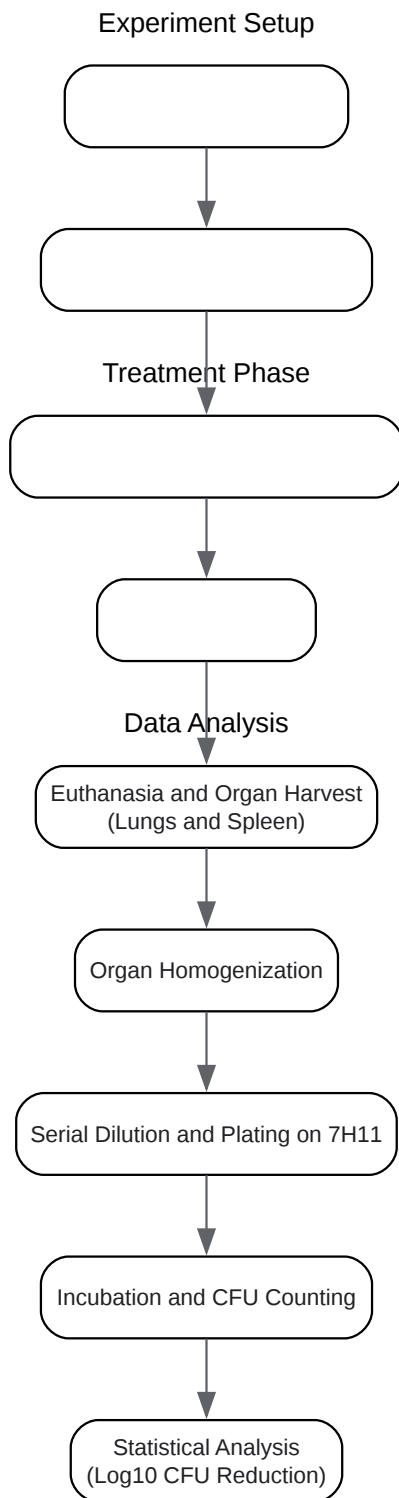 Experiment Setup
Treatment Phase
Data Analysis
Euthanasia and Organ Harvest
(Lungs and Spleen)
Organ Homogenization
Serial Dilution and Plating on 7H11
Incubation and CFU Counting
Statistical Analysis
(Log10 CFU Reduction)